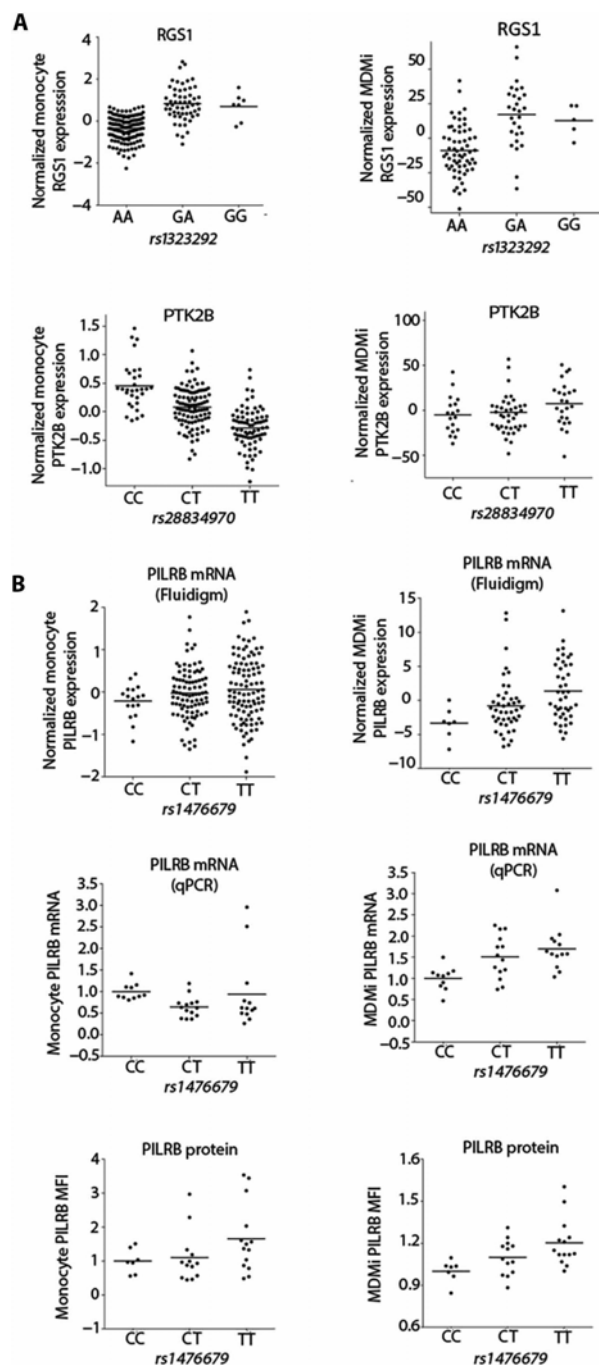 A
RGS1
Normalized monocyte
RGS1 expresssion
4
2
0
−2
−4
AA GA GG
rs1323292
RGS1
Normalized MDMi
RGS1 expression
50
25
0
−25
−50
AA GA GG
rs1323292
PTK2B
Normalized monocyte
PTK2B expression
1.5
1.0
0.5
0.0
−0.5
−1.0
CC CT TT
rs28834970
PTK2B
Normalized MDMi
PTK2B expression
100
50
0
−50
CC CT TT
rs28834970
B
PILRB mRNA
(Fluidigm)
Normalized monocyte
PILRB expression
2
1
0
−1
−2
CC CT TT
rs1476679
PILRB mRNA
(Fluidigm)
Normalized MDMi
PILRB expression
15
10
5
0
−5
−10
CC CT TT
rs1476679
PILRB mRNA
(qPCR)
Monocyte PILRB mRNA
3.5
3.0
2.5
2.0
1.5
1.0
0.5
0.0
−0.5
CC CT TT
rs1476679
PILRB mRNA
(qPCR)
MDMi PILRB mRNA
3.5
3.0
2.5
2.0
1.5
1.0
0.5
0.0
−0.5
CC CT TT
rs1476679
PILRB protein
Monocyte PILRB MFI
4
3
2
1
0
−1
CC CT TT
rs1476679
PILRB protein
MDMi PILRB MFI
1.6
1.5
1.2
0.9
0.6
CC CT TT
rs1476679